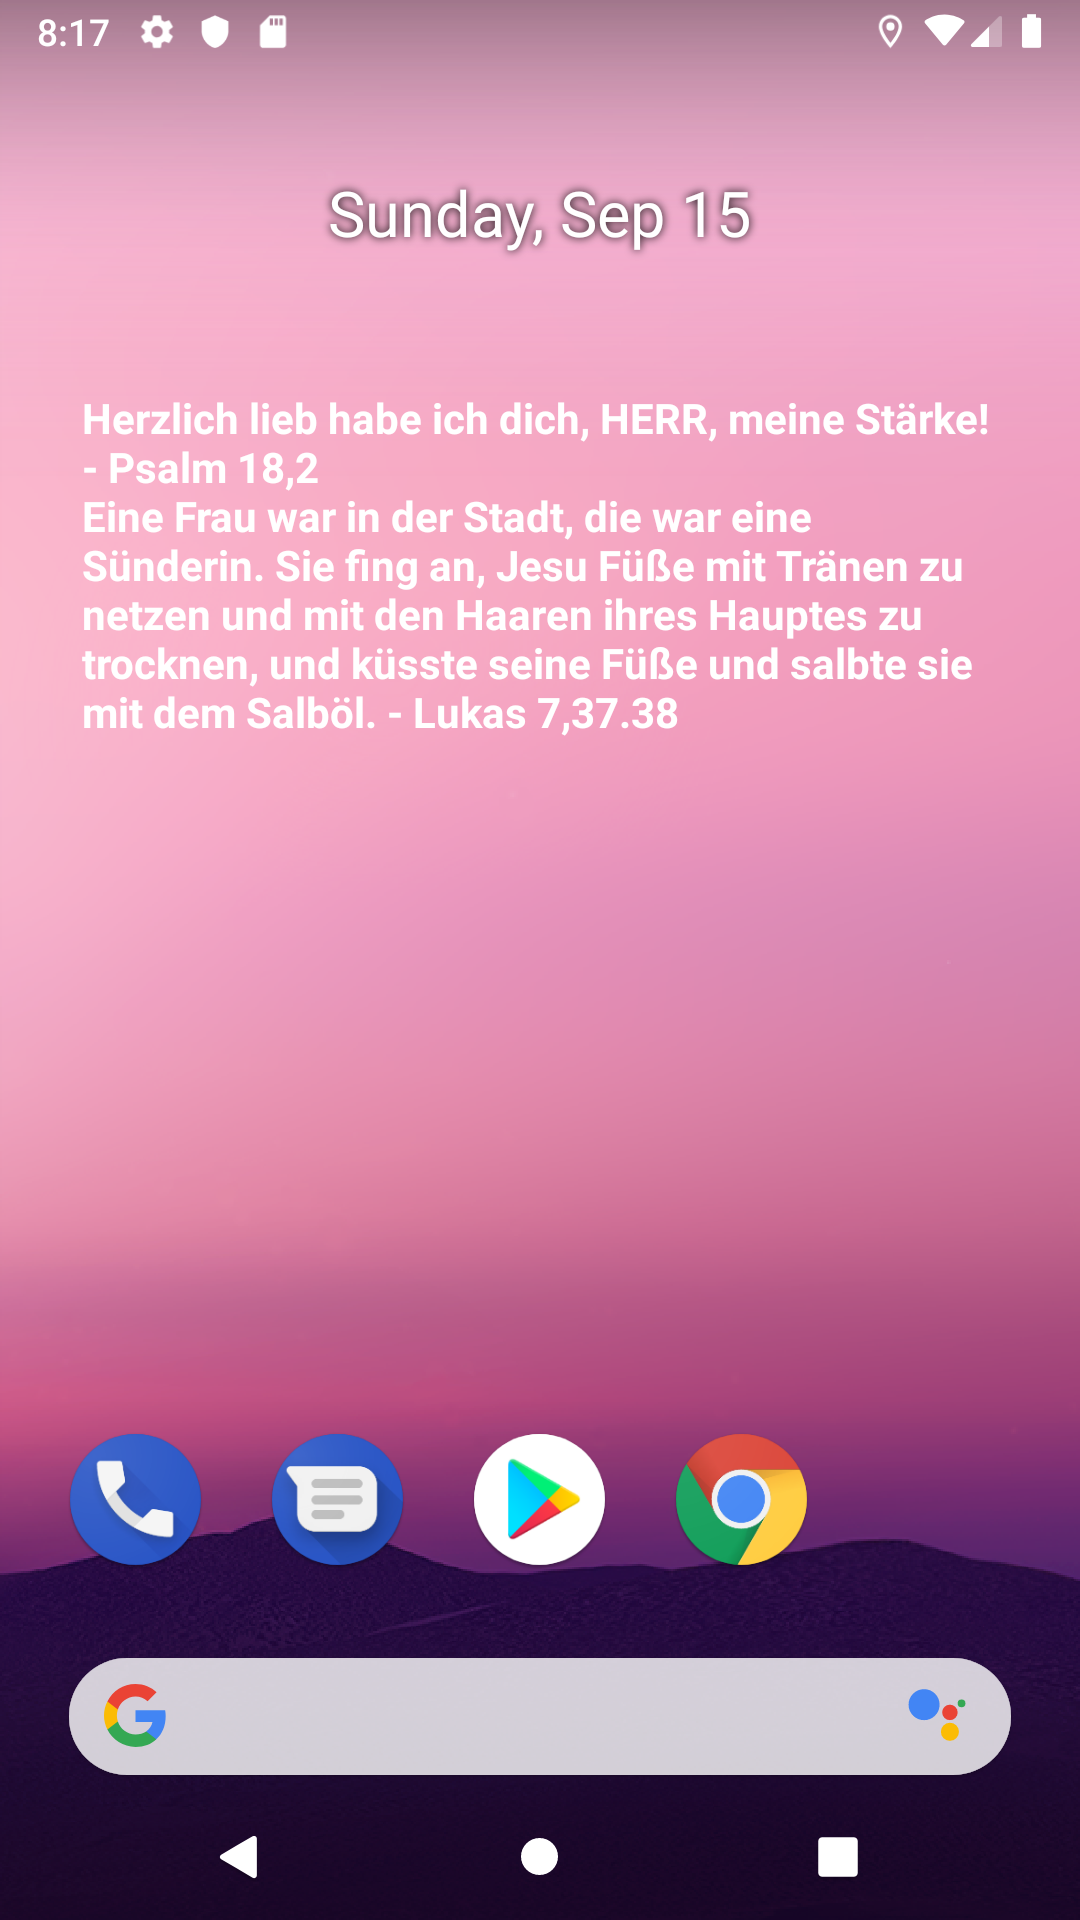 8:17
Sunday, Sep 15
Herzlich lieb habe ich dich, HERR, meine Stärke!
- Psalm 18,2
Eine Frau war in der Stadt, die war eine
Sünderin. Sie fing an, Jesu Füße mit Tränen zu
netzen und mit den Haaren ihres Hauptes zu
trocknen, und küsste seine Füße und salbte sie
mit dem Salböl. - Lukas 7,37.38